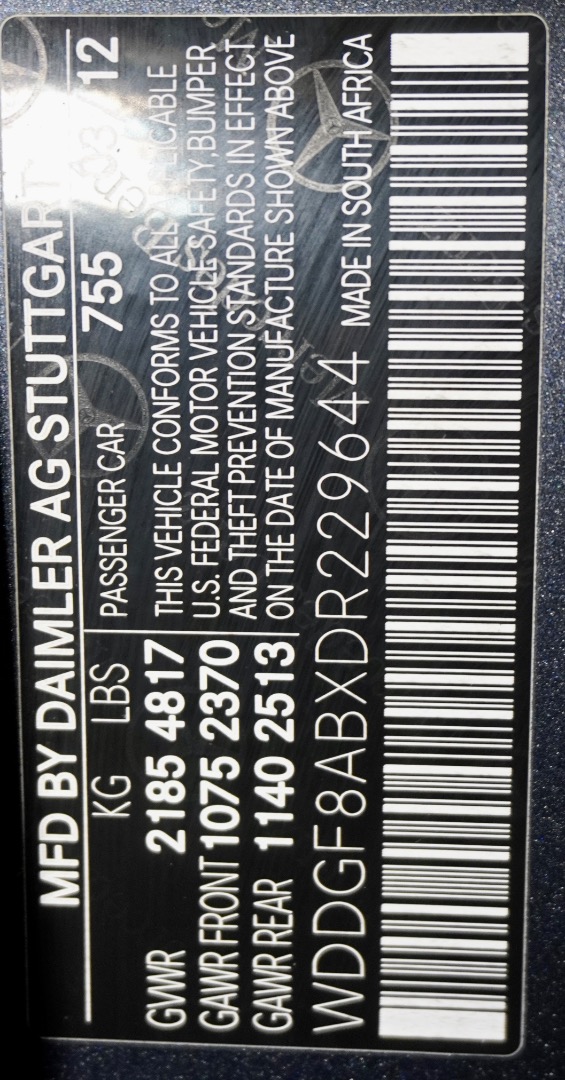 MFD BY DAIMLER AG STUTTGART
KG LBS
GVWR 2185 4817
GAWR FRONT 1075 2370
GAWR REAR 1140 2513
PASSENGER CAR 755 /12
THIS VEHICLE CONFORMS TO ALL APPLICABLE
U.S. FEDERAL MOTOR VEHICLE SAFETY,BUMPER
AND THEFT PREVENTION STANDARDS IN EFFECT
ON THE DATE OF MANUFACTURE SHOWN ABOVE
WDDGF8ABXDR229644 MADE IN SOUTH AFRICA